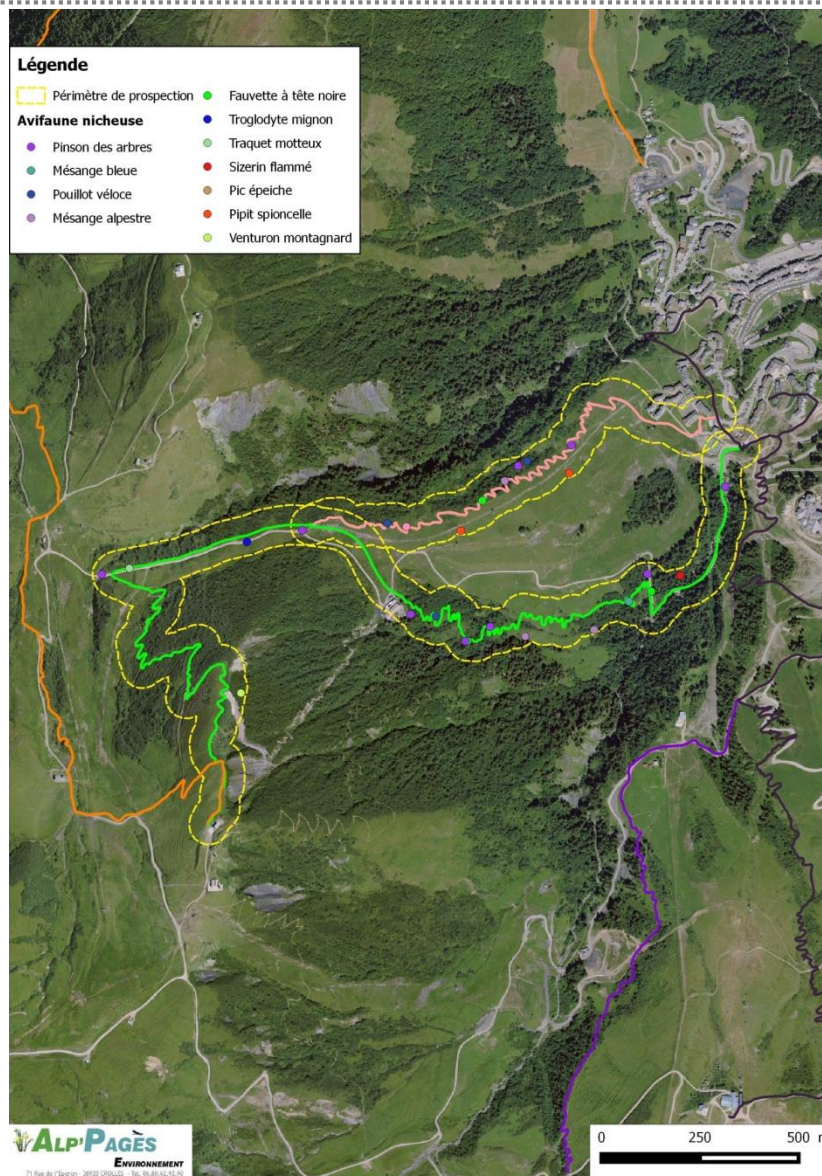 Légende
Périmètre de prospection
Avifaune nicheuse
Pinson des arbres
Mésange bleue
Pouillot véloce
Mésange alpestre
Fauvette à tête noire
Troglodyte mignon
Traquet motteux
Sizerin flammé
Pic épeiche
Pipit spioncelle
Venturon montagnard
ALP'PAGÈS
ENVIRONNEMENT
0 250 500 m